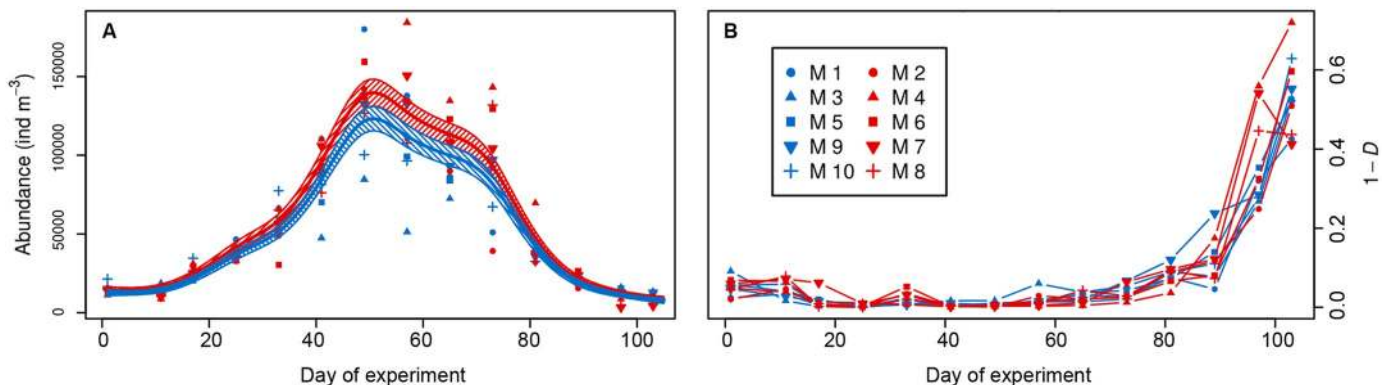 A
Abundance (ind m⁻³)
150000
100000
50000
0
0 20 40 60 80 100
Day of experiment
B
M 1 M 2
M 3 M 4
M 5 M 6
M 9 M 7
M 10 M 8
0.6
0.4
0.2
0.0
1 – D
0 20 40 60 80 100
Day of experiment